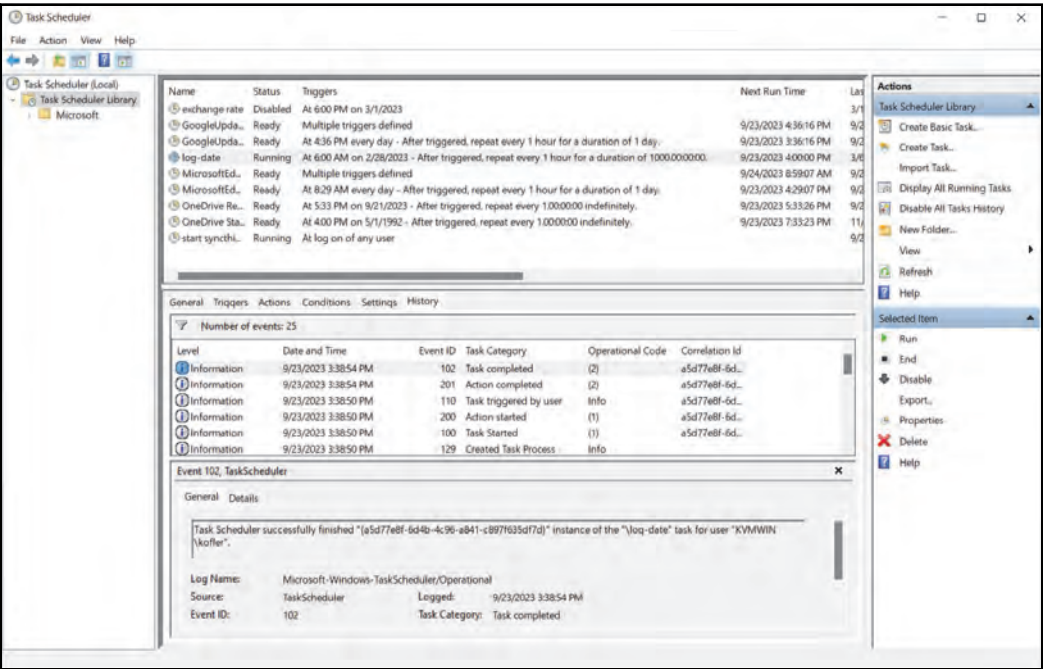 Task Scheduler
File Action View Help
Task Scheduler (Local)
Task Scheduler Library
Microsoft
Name Status Triggers Next Run Time Las
exchange rate Disabled At 6:00 PM on 3/1/2023 3/1
GoogleUpda... Ready Multiple triggers defined 9/23/2023 4:36:16 PM 9/2
GoogleUpda... Ready At 4:36 PM every day - After triggered, repeat every 1 hour for a duration of 1 day. 9/23/2023 3:36:16 PM 9/2
log-date Running At 6:00 AM on 2/28/2023 - After triggered, repeat every 1 hour for a duration of 1000.00:00:00. 9/23/2023 4:00:00 PM 3/6
MicrosoftEd... Ready Multiple triggers defined 9/24/2023 8:59:07 AM 9/2
MicrosoftEd... Ready At 8:29 AM every day - After triggered, repeat every 1 hour for a duration of 1 day. 9/23/2023 4:29:07 PM 9/2
OneDrive Re... Ready At 5:33 PM on 9/21/2023 - After triggered, repeat every 1.00:00:00 indefinitely. 9/23/2023 5:33:26 PM 9/2
OneDrive Sta... Ready At 4:00 PM on 5/1/1992 - After triggered, repeat every 1.00:00:00 indefinitely. 9/23/2023 7:33:23 PM 11/
start syncthi... Running At log on of any user 9/2
General Triggers Actions Conditions Settings History
Number of events: 25
Level Date and Time Event ID Task Category Operational Code Correlation Id
Information 9/23/2023 3:38:54 PM 102 Task completed (2) a5d77e8f-6d...
Information 9/23/2023 3:38:54 PM 201 Action completed (2) a5d77e8f-6d...
Information 9/23/2023 3:38:50 PM 110 Task triggered by user Info a5d77e8f-6d...
Information 9/23/2023 3:38:50 PM 200 Action started (1) a5d77e8f-6d...
Information 9/23/2023 3:38:50 PM 100 Task Started (1) a5d77e8f-6d...
Information 9/23/2023 3:38:50 PM 129 Created Task Process Info
Event 102, TaskScheduler
General Details
Task Scheduler successfully finished "{a5d77e8f-6d4b-4c96-a841-c897f635df7d}" instance of the "\log-date" task for user "KVMWIN
\kofler".
Log Name: Microsoft-Windows-TaskScheduler/Operational
Source: TaskScheduler Logged: 9/23/2023 3:38:54 PM
Event ID: 102 Task Category: Task completed
Actions
Task Scheduler Library
Create Basic Task...
Create Task...
Import Task...
Display All Running Tasks
Disable All Tasks History
New Folder...
View
Refresh
Help
Selected Item
Run
End
Disable
Export...
Properties
Delete
Help